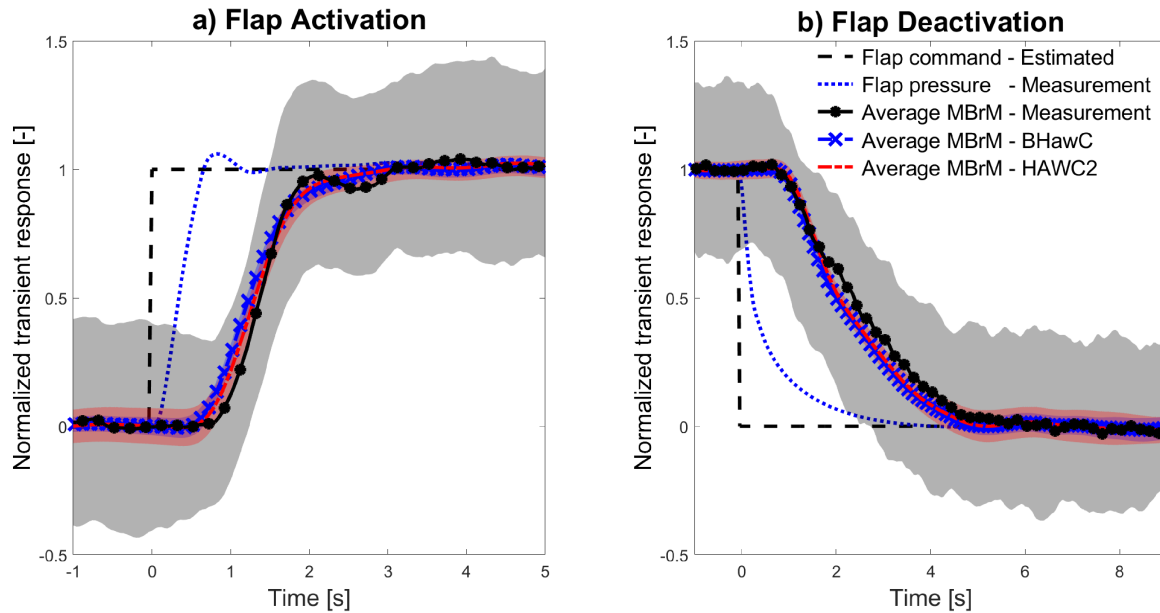 a) Flap Activation
Normalized transient response [-]
1.5
1
0.5
0
-0.5
-1
0
1
2
3
4
5
Time [s]
b) Flap Deactivation
Flap command - Estimated
Flap pressure - Measurement
Average MBrM - Measurement
Average MBrM - BHawC
Average MBrM - HAWC2
Normalized transient response [-]
1.5
1
0.5
0
-0.5
0
2
4
6
8
Time [s]